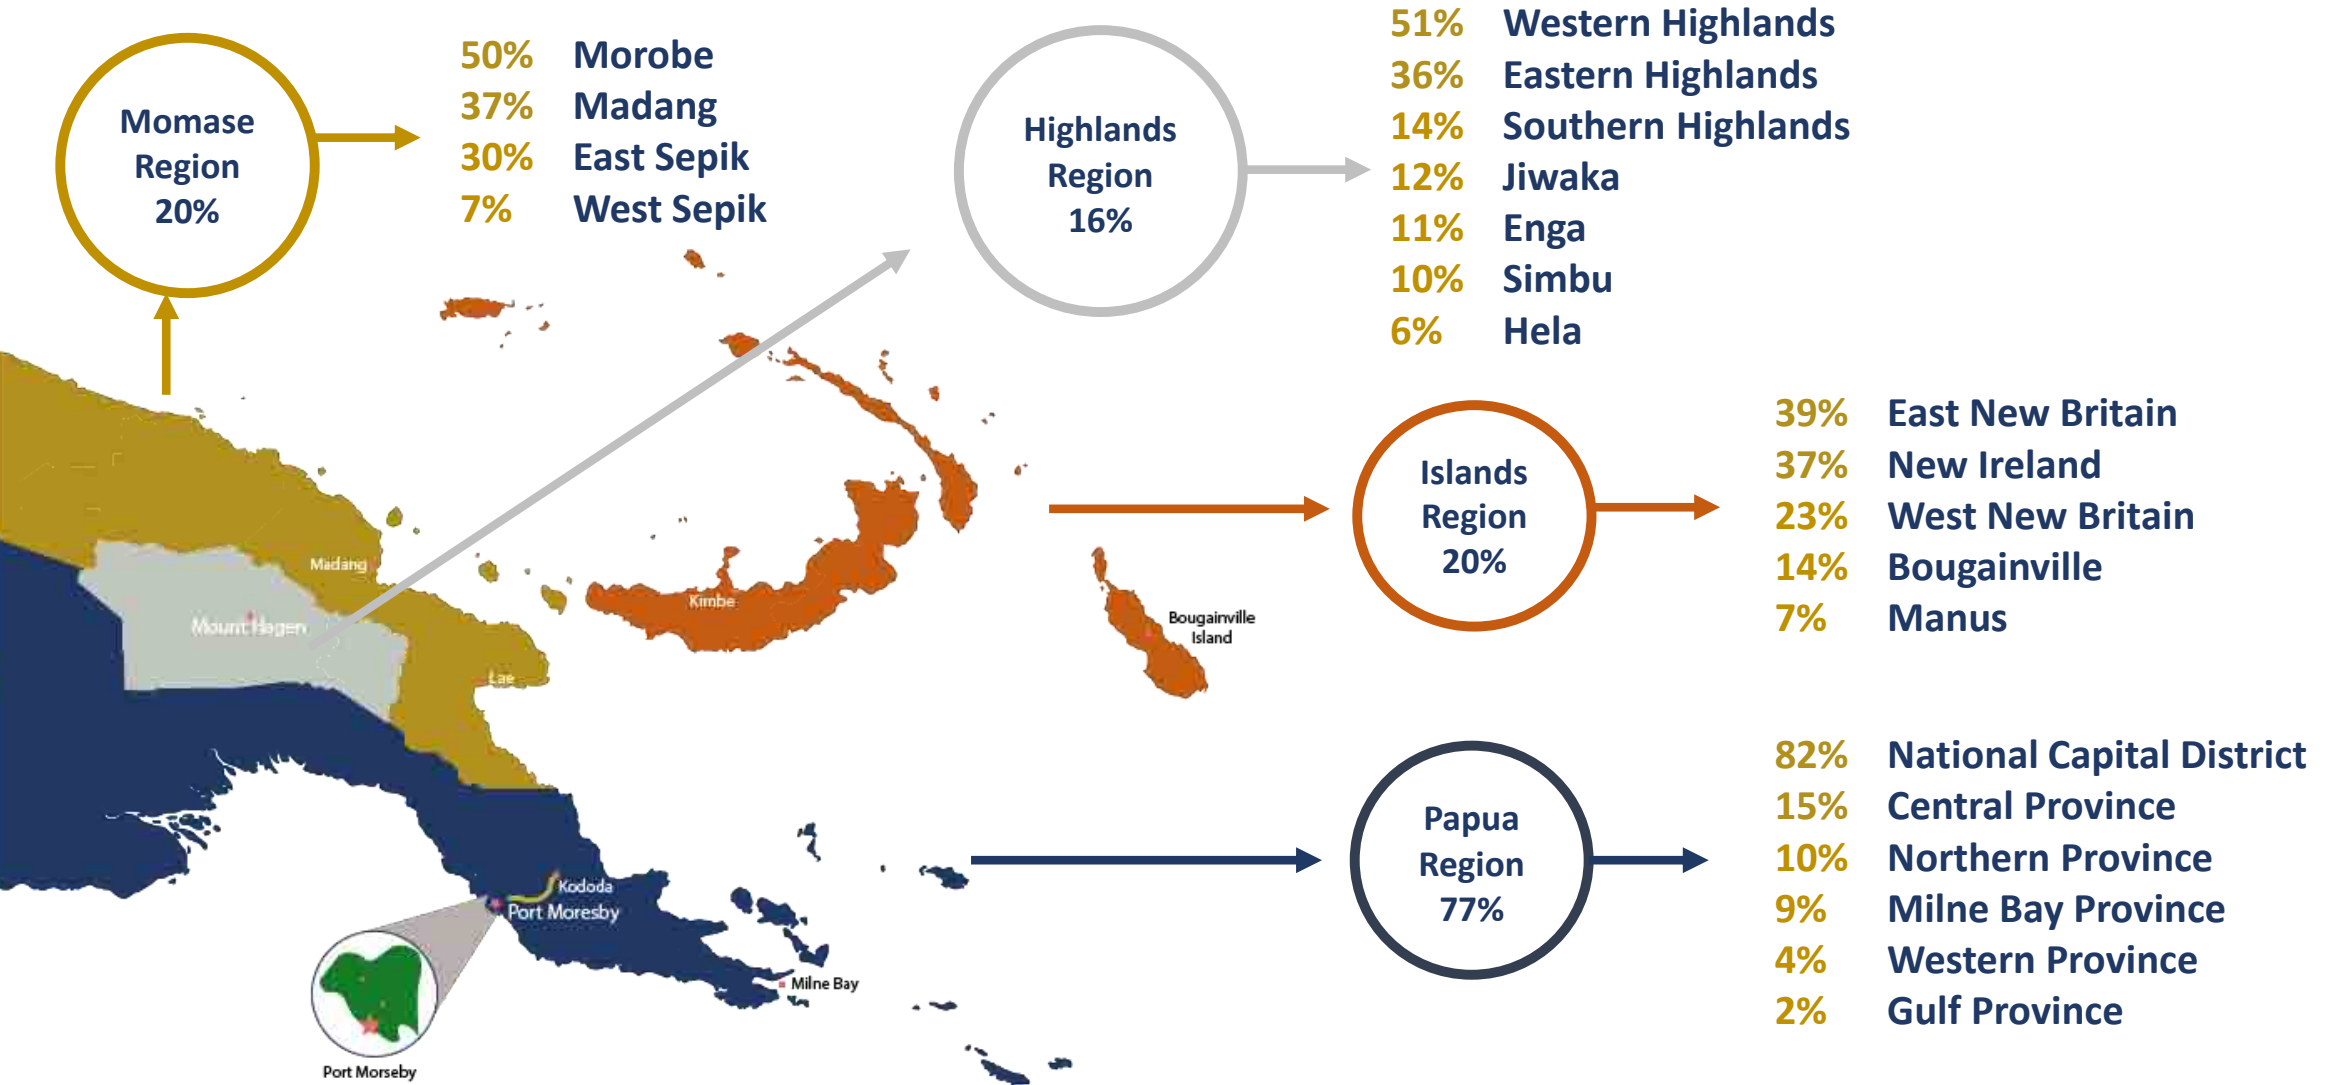 Momase
Region
20%
50% Morobe
37% Madang
30% East Sepik
7% West Sepik
Highlands
Region
16%
51% Western Highlands
36% Eastern Highlands
14% Southern Highlands
12% Jiwaka
11% Enga
10% Simbu
6% Hela
Islands
Region
20%
39% East New Britain
37% New Ireland
23% West New Britain
14% Bougainville
7% Manus
Papua
Region
77%
82% National Capital District
15% Central Province
10% Northern Province
9% Milne Bay Province
4% Western Province
2% Gulf Province
Madang
Mount Hagen
Lae
Kimbe
Bougainville
Island
Kododa
Port Moresby
Milne Bay
Port Morseby